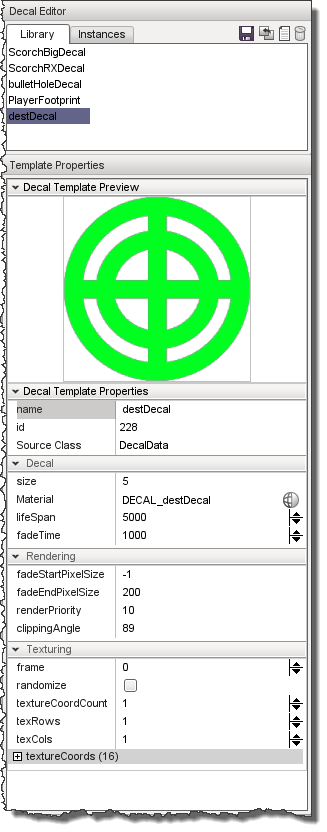 Decal Editor
Library Instances
ScorchBigDecal
ScorchRXDecal
bulletHoleDecal
PlayerFootprint
destDecal
Template Properties
Decal Template Preview
Decal Template Properties
name destDecal
id 228
Source Class DecalData
Decal
size 5
Material DECAL_destDecal
lifeSpan 5000
fadeTime 1000
Rendering
fadeStartPixelSize -1
fadeEndPixelSize 200
renderPriority 10
clippingAngle 89
Texturing
frame 0
randomize
textureCoordCount 1
texRows 1
texCols 1
textureCoords (16)